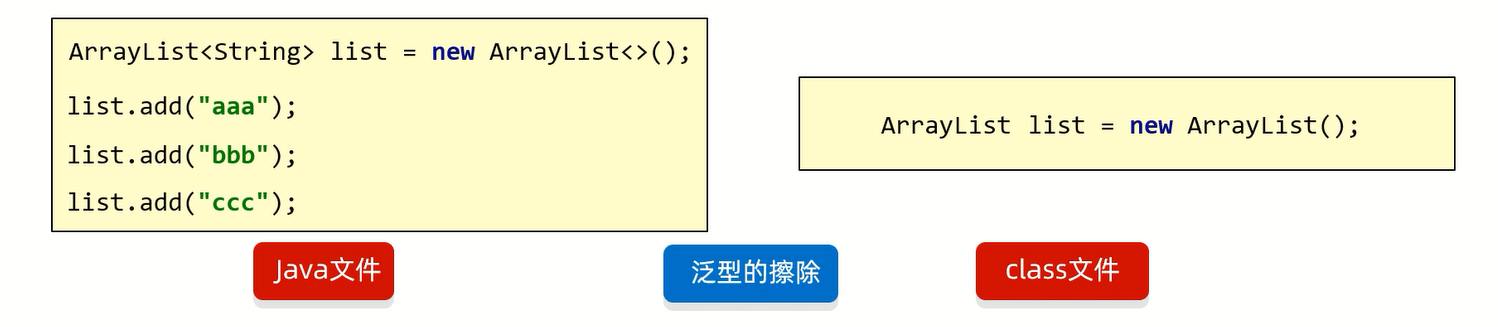 ArrayList<String> list = new ArrayList<>();
list.add("aaa");
list.add("bbb");
list.add("ccc");
ArrayList list = new ArrayList();
Java文件
泛型的擦除
class文件